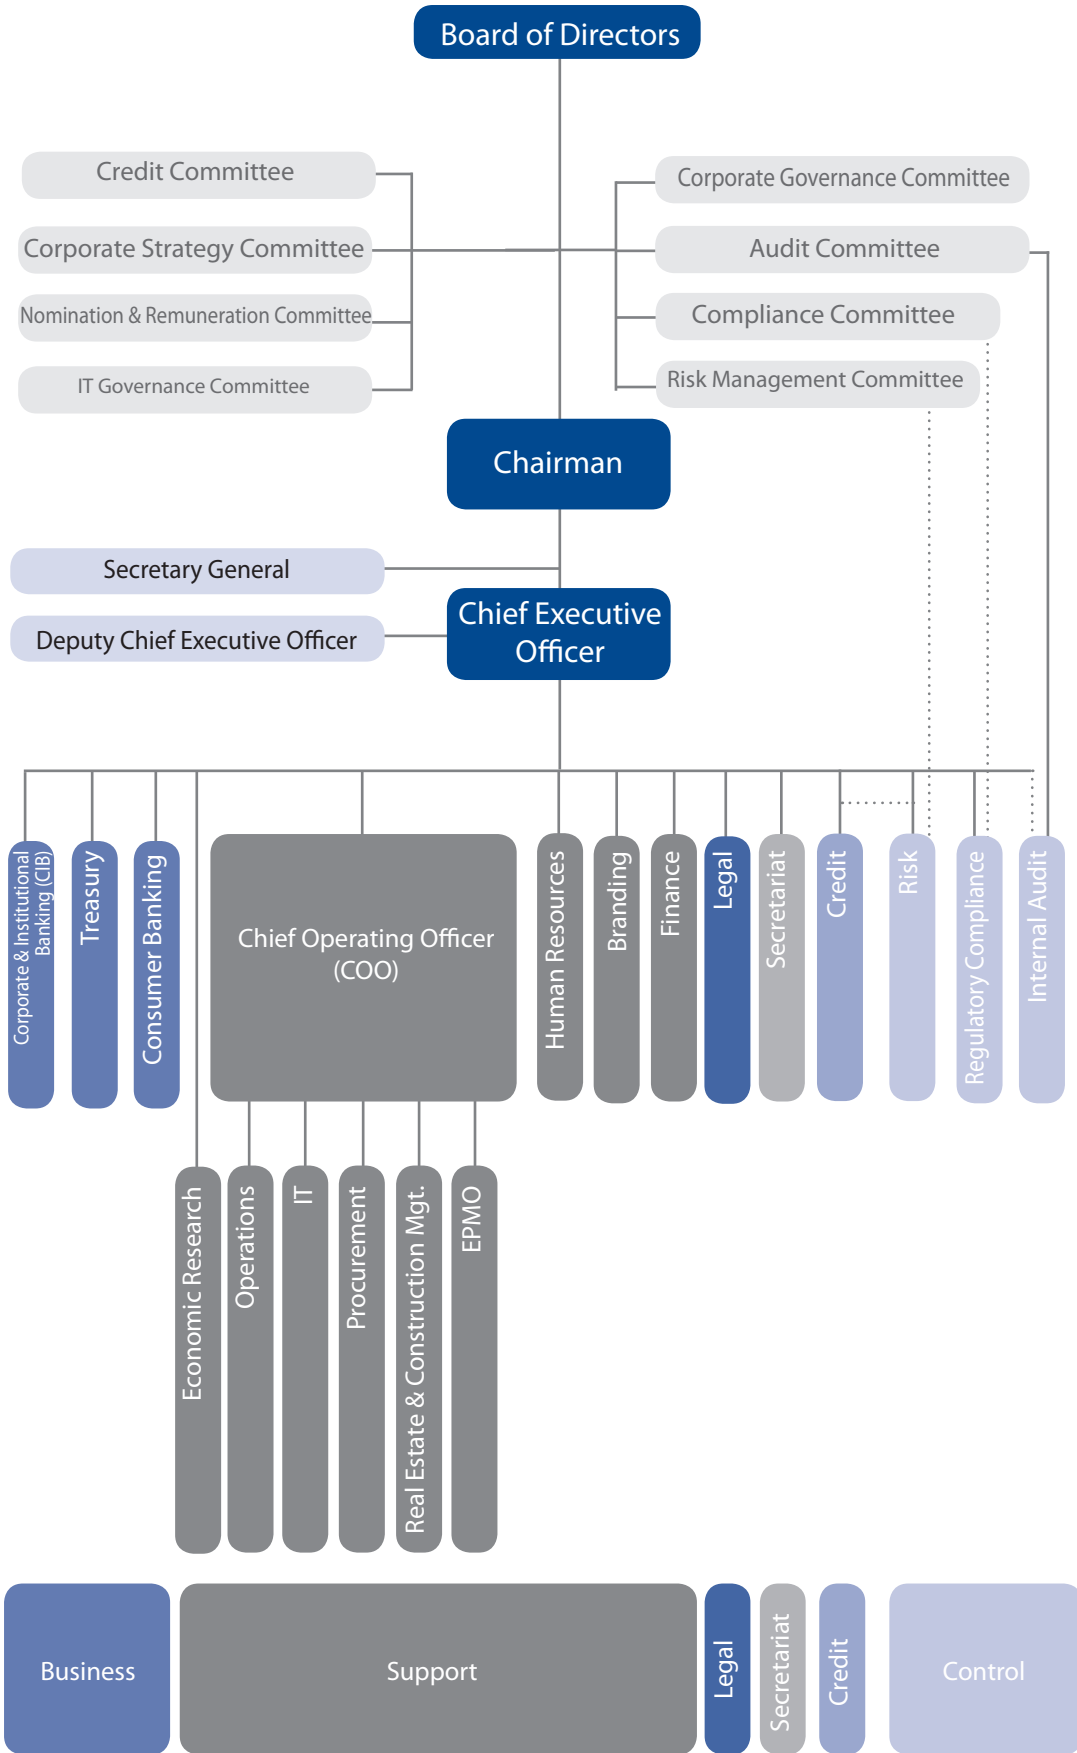 Board of Directors
Credit Committee
Corporate Governance Committee
Corporate Strategy Committee
Audit Committee
Nomination & Remuneration Committee
Compliance Committee
IT Governance Committee
Risk Management Committee
Chairman
Secretary General
Chief Executive
Officer
Deputy Chief Executive Officer
Corporate & Institutional
Banking (CIB)
Treasury
Consumer Banking
Chief Operating Officer
(COO)
Human Resources
Branding
Finance
Legal
Secretariat
Credit
Risk
Regulatory Compliance
Internal Audit
Economic Research
Operations
IT
Procurement
Real Estate & Construction Mgt.
EPMO
Business
Support
Legal
Secretariat
Credit
Control